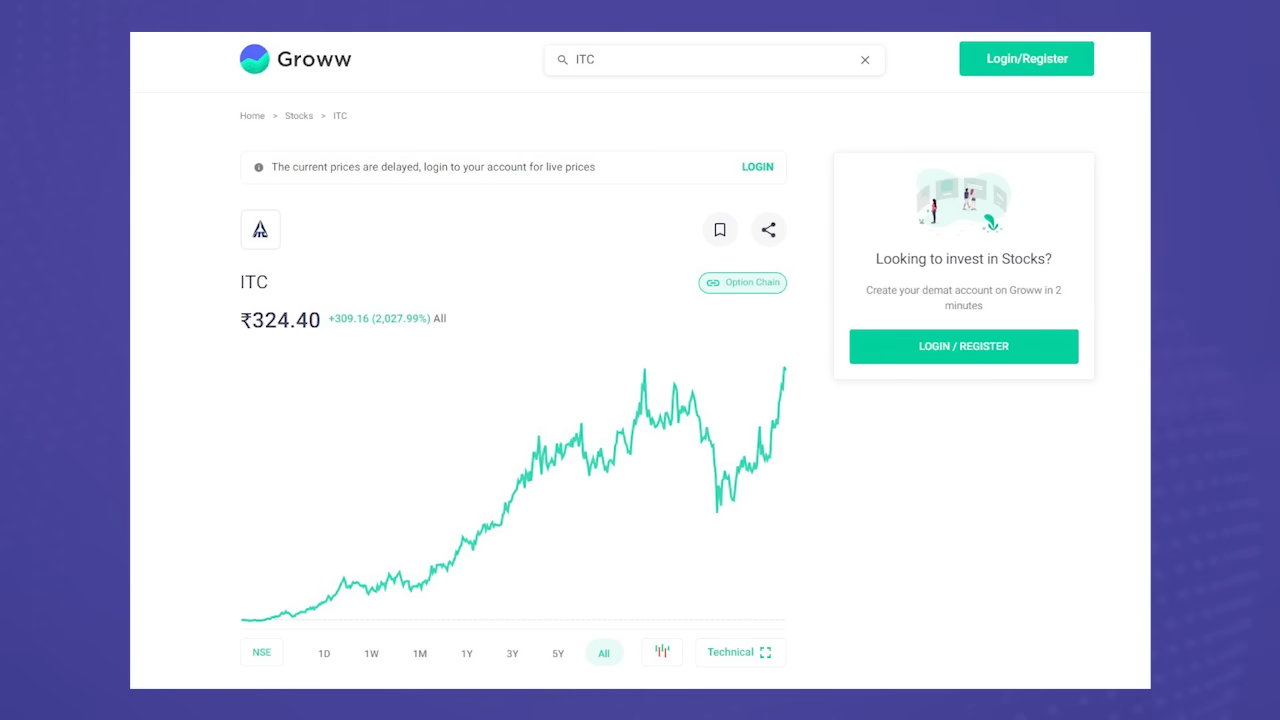 Groww
ITC
Login/Register
Home > Stocks > ITC
The current prices are delayed, login to your account for live prices
LOGIN
ITC
ITC
Option Chain
₹324.40 +309.16 (2,027.99%) All
NSE
1D
1W
1M
1Y
3Y
5Y
All
Technical
Looking to invest in Stocks?
Create your demat account on Groww in 2
minutes
LOGIN / REGISTER